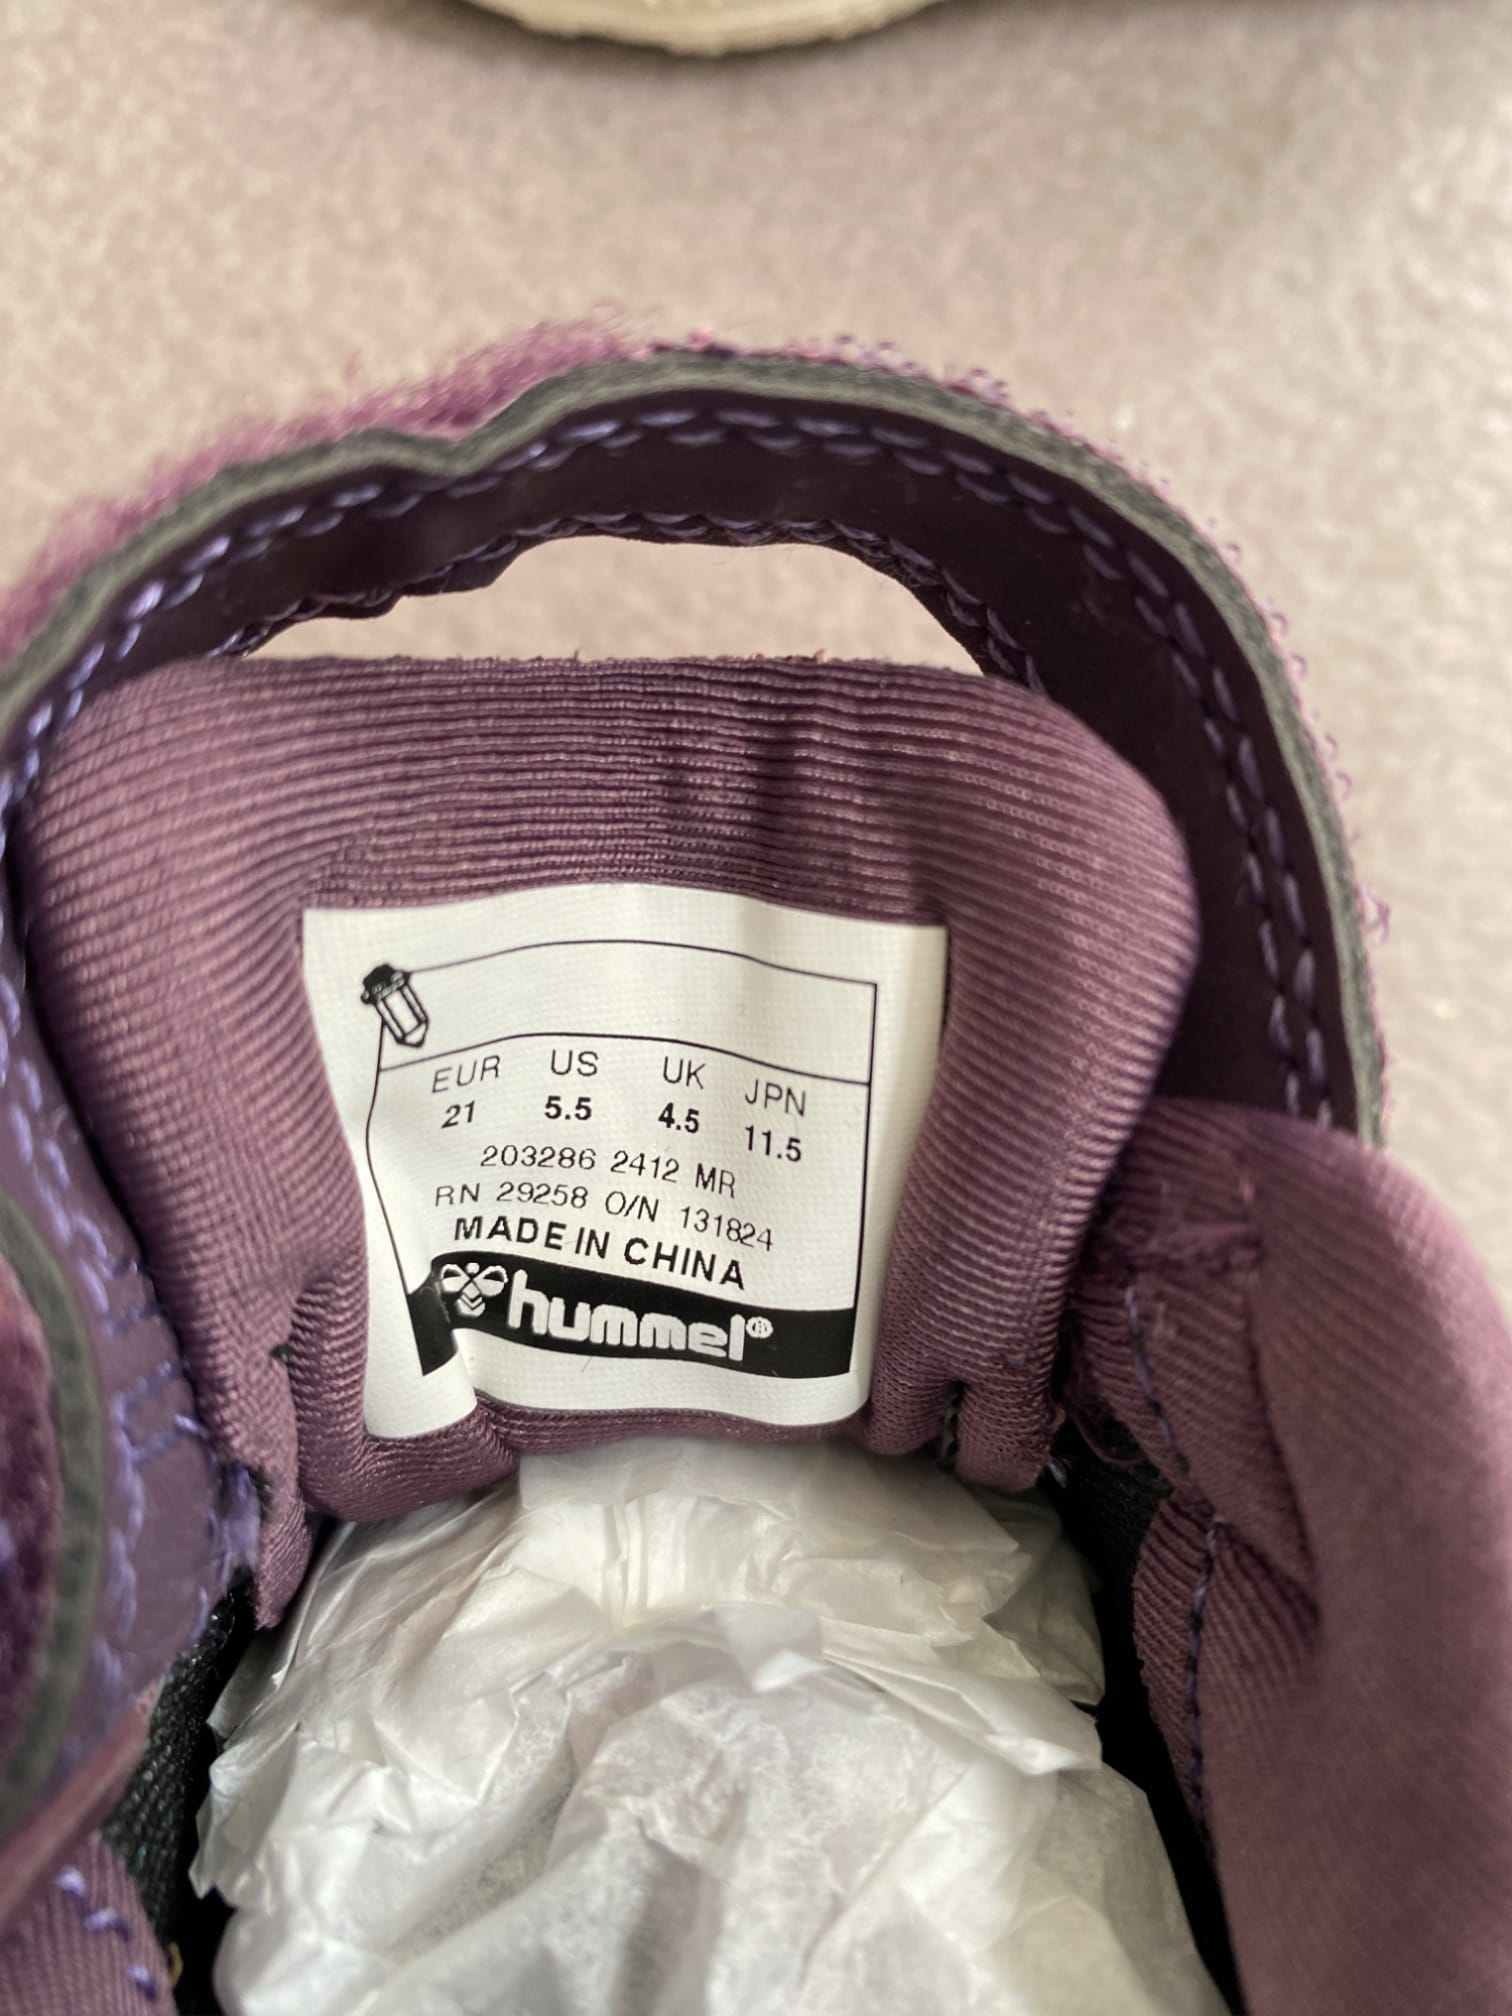 EUR US UK JPN
21 5.5 4.5 11.5
203286 2412 MR
RN 29258 O/N 131824
MADE IN CHINA
hummel®